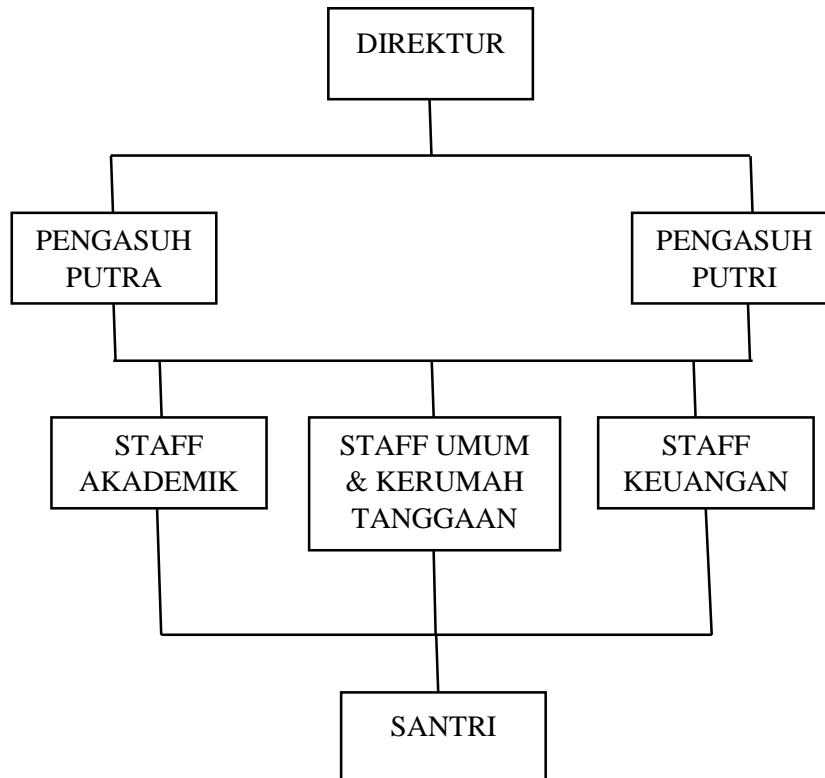 DIREKTUR
PENGASUH
PUTRA
PENGASUH
PUTRI
STAFF
AKADEMIK
STAFF UMUM
& KERUMAH
TANGGAAN
STAFF
KEUANGAN
SANTRI